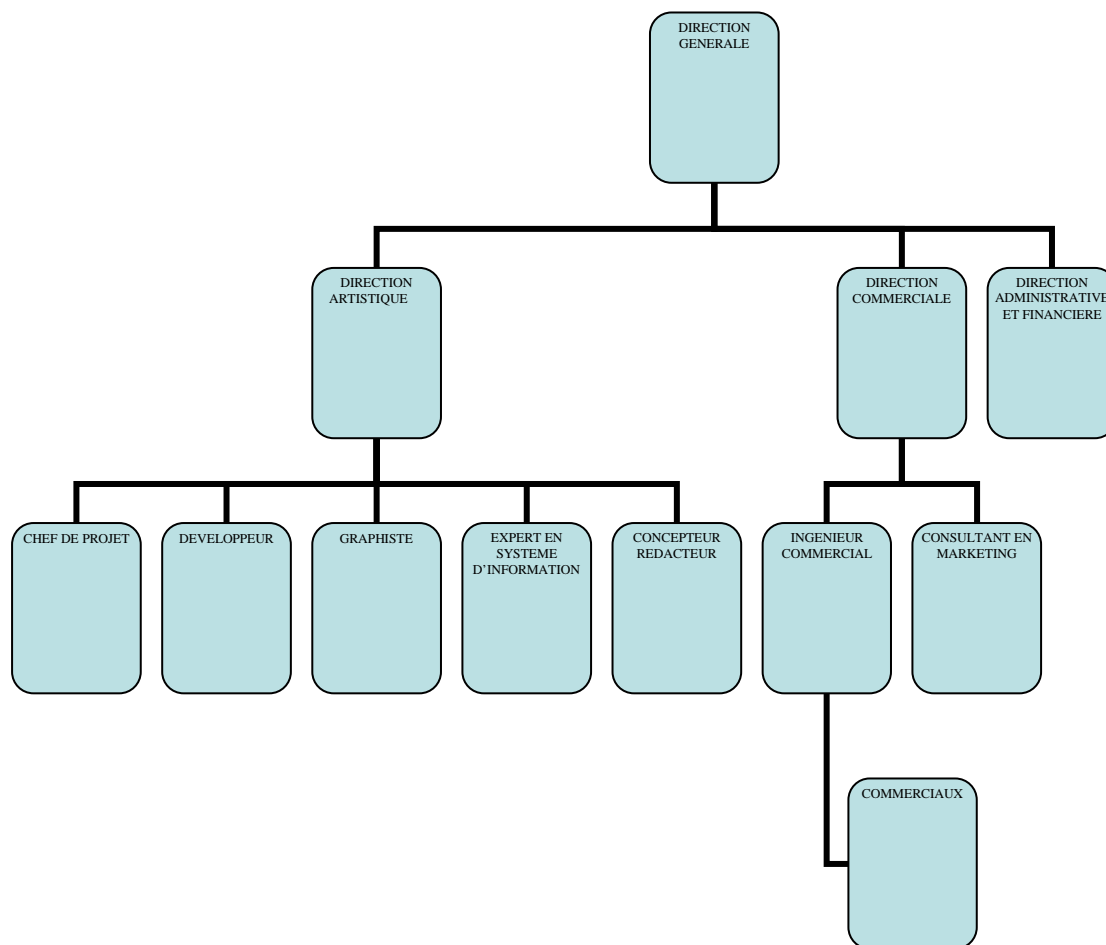 DIRECTION
GENERALE
DIRECTION
ARTISTIQUE
DIRECTION
COMMERCIALE
DIRECTION
ADMINISTRATIVE
ET FINANCIERE
CHEF DE PROJET
DEVELOPPEUR
GRAPHISTE
EXPERT EN
SYSTEME
D’INFORMATION
CONCEPTEUR
REDACTEUR
INGENIEUR
COMMERCIAL
CONSULTANT EN
MARKETING
COMMERCIAUX